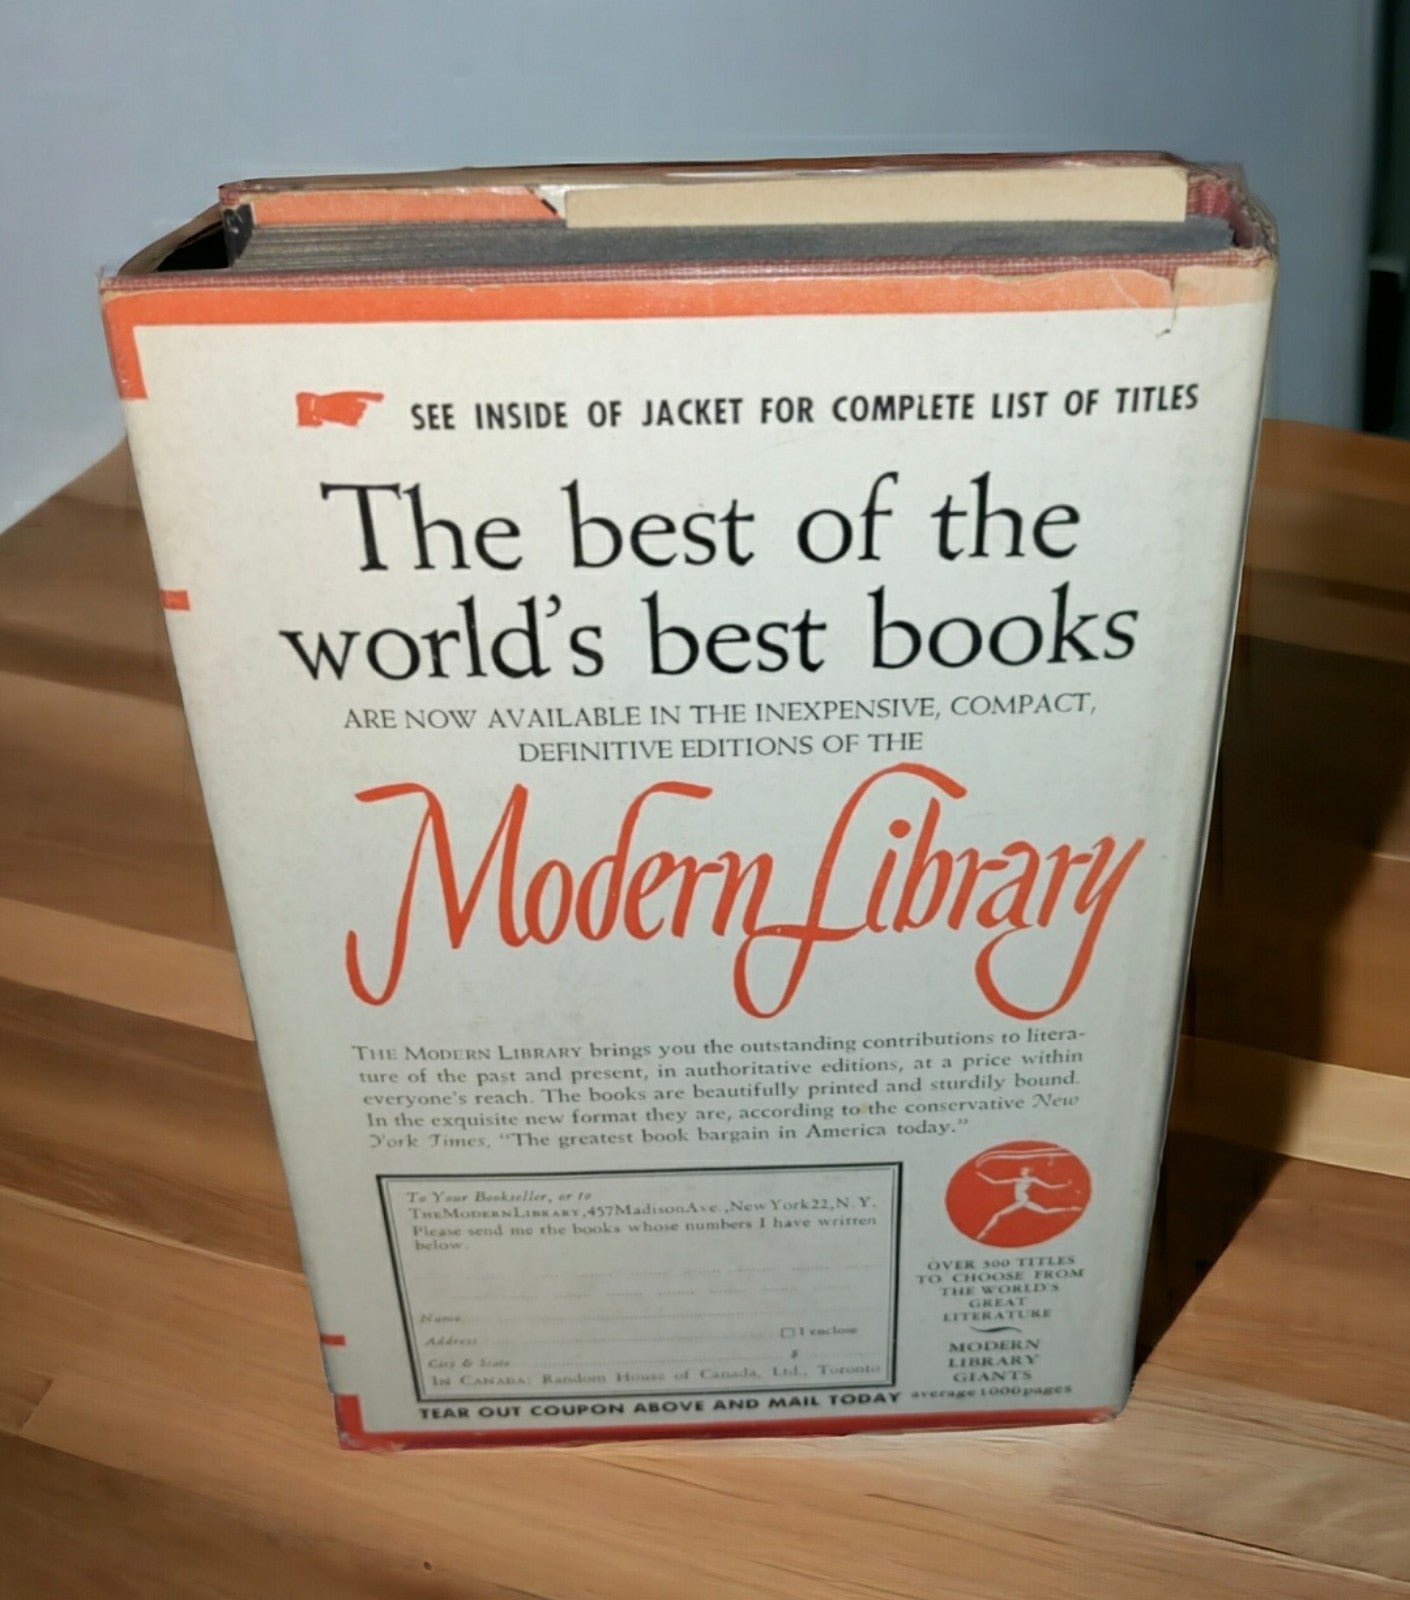 SEE INSIDE OF JACKET FOR COMPLETE LIST OF TITLES
The best of the
world's best books
ARE NOW AVAILABLE IN THE INEXPENSIVE, COMPACT,
DEFINITIVE EDITIONS OF THE
Modern Library
THE MODERN LIBRARY brings you the outstanding contributions to litera-
ture of the past and present, in authoritative editions, at a price within
everyone's reach. The books are beautifully printed and sturdily bound.
In the exquisite new format they are, according to the conservative New
York Times, "The greatest book bargain in America today."
To Your Bookseller, or to
THE MODERN LIBRARY, 457 Madison Ave., New York 22, N. Y.
Please send me the books whose numbers I have written
below.
Name
Address
I enclose
City & State
$
IN CANADA: Random House of Canada, Ltd., Toronto
TEAR OUT COUPON ABOVE AND MAIL TODAY
OVER 300 TITLES
TO CHOOSE FROM
THE WORLD'S
GREAT
LITERATURE
MODERN
LIBRARY
GIANTS
average 1000 pages